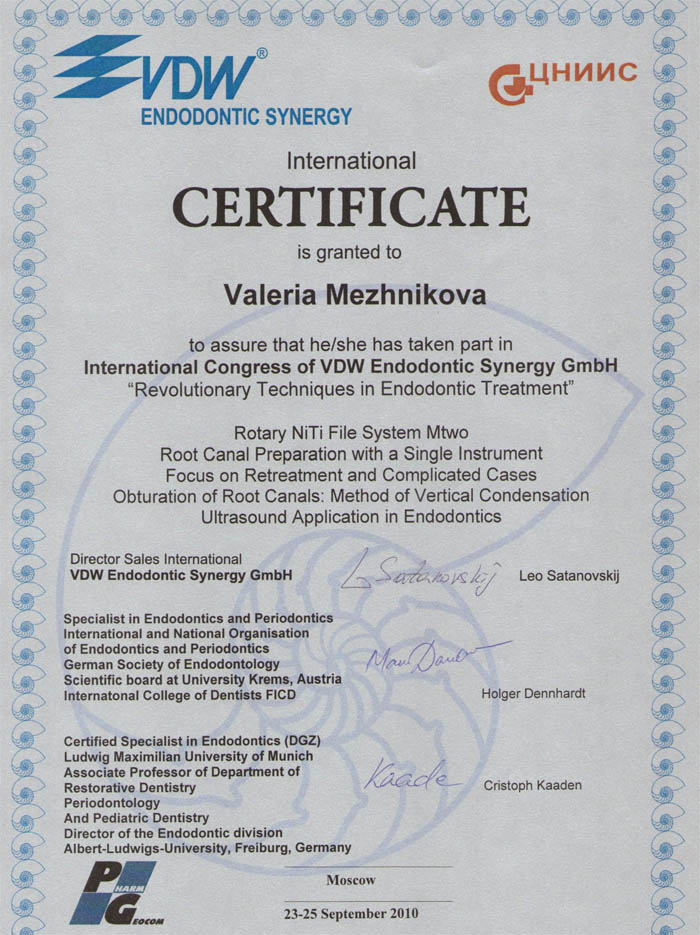 VDW®
ENDODONTIC SYNERGY
ЦНИИС
International
CERTIFICATE
is granted to
Valeria Mezhnikova
to assure that he/she has taken part in
International Congress of VDW Endodontic Synergy GmbH
“Revolutionary Techniques in Endodontic Treatment”
Rotary NiTi File System Mtwo
Root Canal Preparation with a Single Instrument
Focus on Retreatment and Complicated Cases
Obturation of Root Canals: Method of Vertical Condensation
Ultrasound Application in Endodontics
Director Sales International
VDW Endodontic Synergy GmbH
L Satanovskij
Leo Satanovskij
Specialist in Endodontics and Periodontics
International and National Organisation
of Endodontics and Periodontics
German Society of Endodontology
Scientific board at University Krems, Austria
Internatonal College of Dentists FICD
Holger Dennhardt
Certified Specialist in Endodontics (DGZ)
Ludwig Maximilian University of Munich
Associate Professor of Department of
Restorative Dentistry
Periodontology
And Pediatric Dentistry
Director of the Endodontic division
Albert-Ludwigs-University, Freiburg, Germany
Kaade
Cristoph Kaaden
PHARM
GEOCOM
Moscow
23-25 September 2010